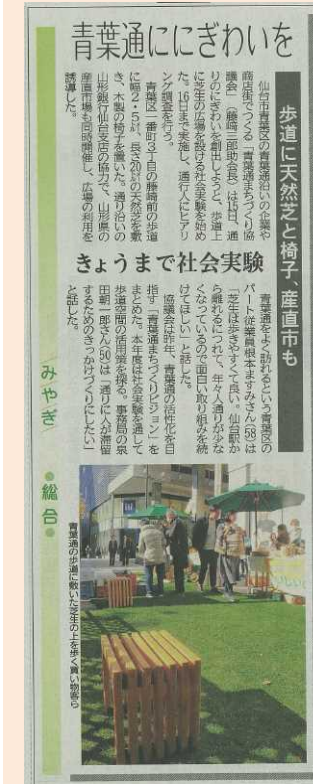 青葉通ににぎわいを
歩道に天然芝と椅子、産直市も
仙台市青葉区の青葉通沿いの企業や
商店街でつくる「青葉通まちづくり協
議会」（藤﨑三郎助会長）は15日、通
りのにぎわいを創出しようと、歩道上
に芝生の広場を設ける社会実験を始め
た。16日まで実施し、通行人にヒアリ
ング調査を行う。
青葉区一番町3丁目の藤崎前の歩道
に幅2・5㍍、長さ20㍍の天然芝を敷
き、木製の椅子を置いた。通り沿いの
山形銀行仙台支店の協力で、山形県の
産直市場も同時開催し、広場の利用を
誘導した。
きょうまで社会実験
青葉通をよく訪れるという青葉区の
パート従業員根本ますみさん（58）は
「芝生は歩きやすくて良い。仙台駅か
ら離れるにつれて、年々人通りが少な
くなっているので面白い取り組みを続
けてほしい」と話した。
協議会は昨年、青葉通の活性化を目
指す「青葉通まちづくりビジョン」を
まとめた。本年度は社会実験を通して
歩道空間の活用策を探る。事務局の泉
田朝一郎さん（50）は「通りに人が滞留
するためのきっかけづくりにしたい」
と話した。
みやぎ
●総合●
青葉通の歩道に敷いた芝生の上を歩く買い物客ら